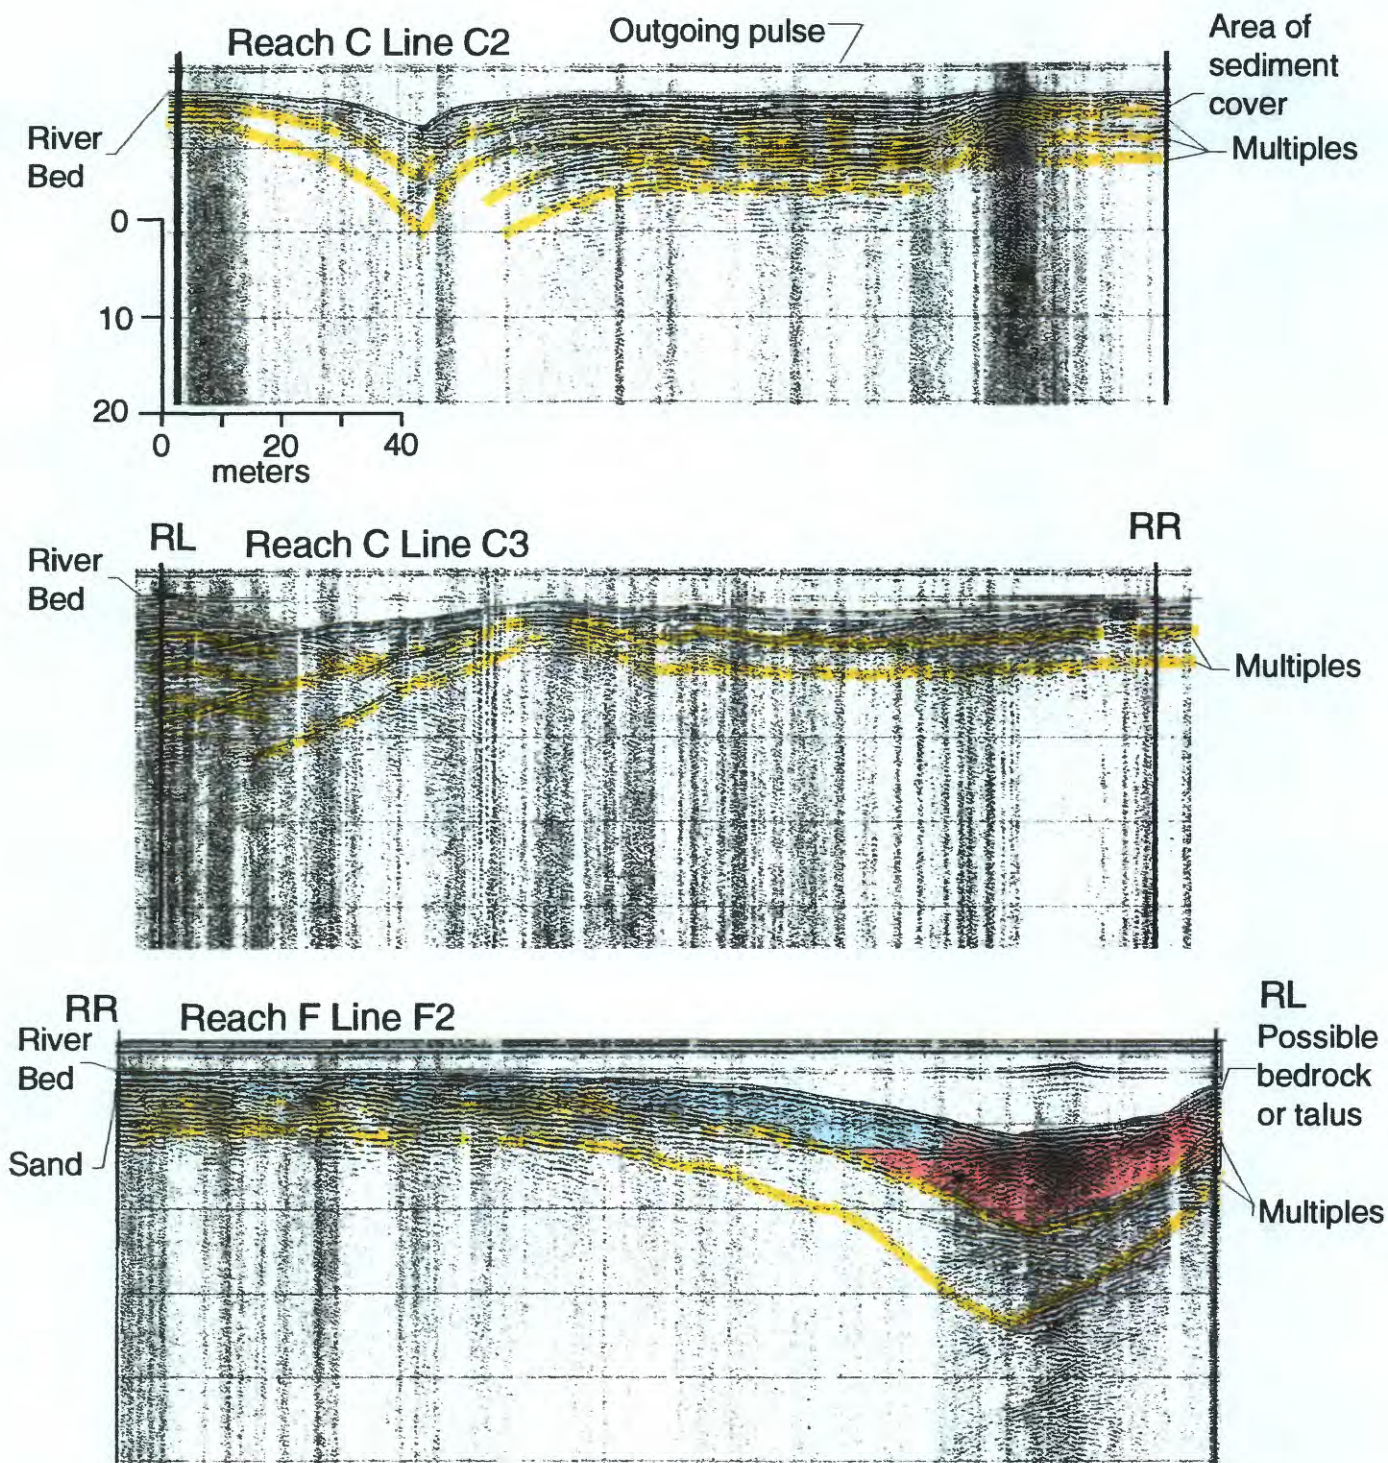 Reach C Line C2
Outgoing pulse
Area of
sediment
cover
Multiples
River
Bed
0
10
20
0 20 40
meters
RL
Reach C Line C3
RR
River
Bed
Multiples
RR
Reach F Line F2
RL
River
Bed
Possible
bedrock
or talus
Sand
Multiples